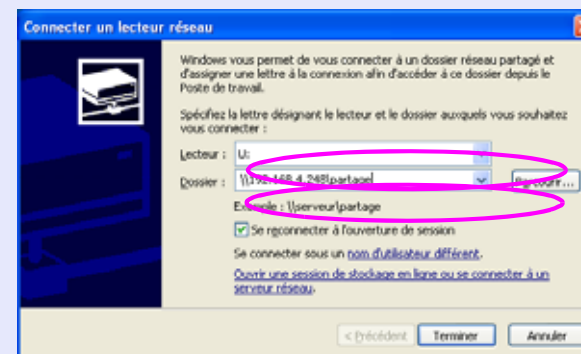 Connecter un lecteur réseau
Windows vous permet de vous connecter à un dossier réseau partagé et
d'assigner une lettre à la connexion afin d'accéder à ce dossier depuis le
Poste de travail.
Spécifiez la lettre désignant le lecteur et le dossier auxquels vous souhaitez
vous connecter :
Lecteur : U:
Dossier : \\192.168.4.248\partage Parcourir...
Exemple : \\serveur\partage
Se reconnecter à l'ouverture de session
Se connecter sous un nom d'utilisateur différent.
Ouvrir une session de stockage en ligne ou se connecter à un
serveur réseau.
< Précédent Terminer Annuler